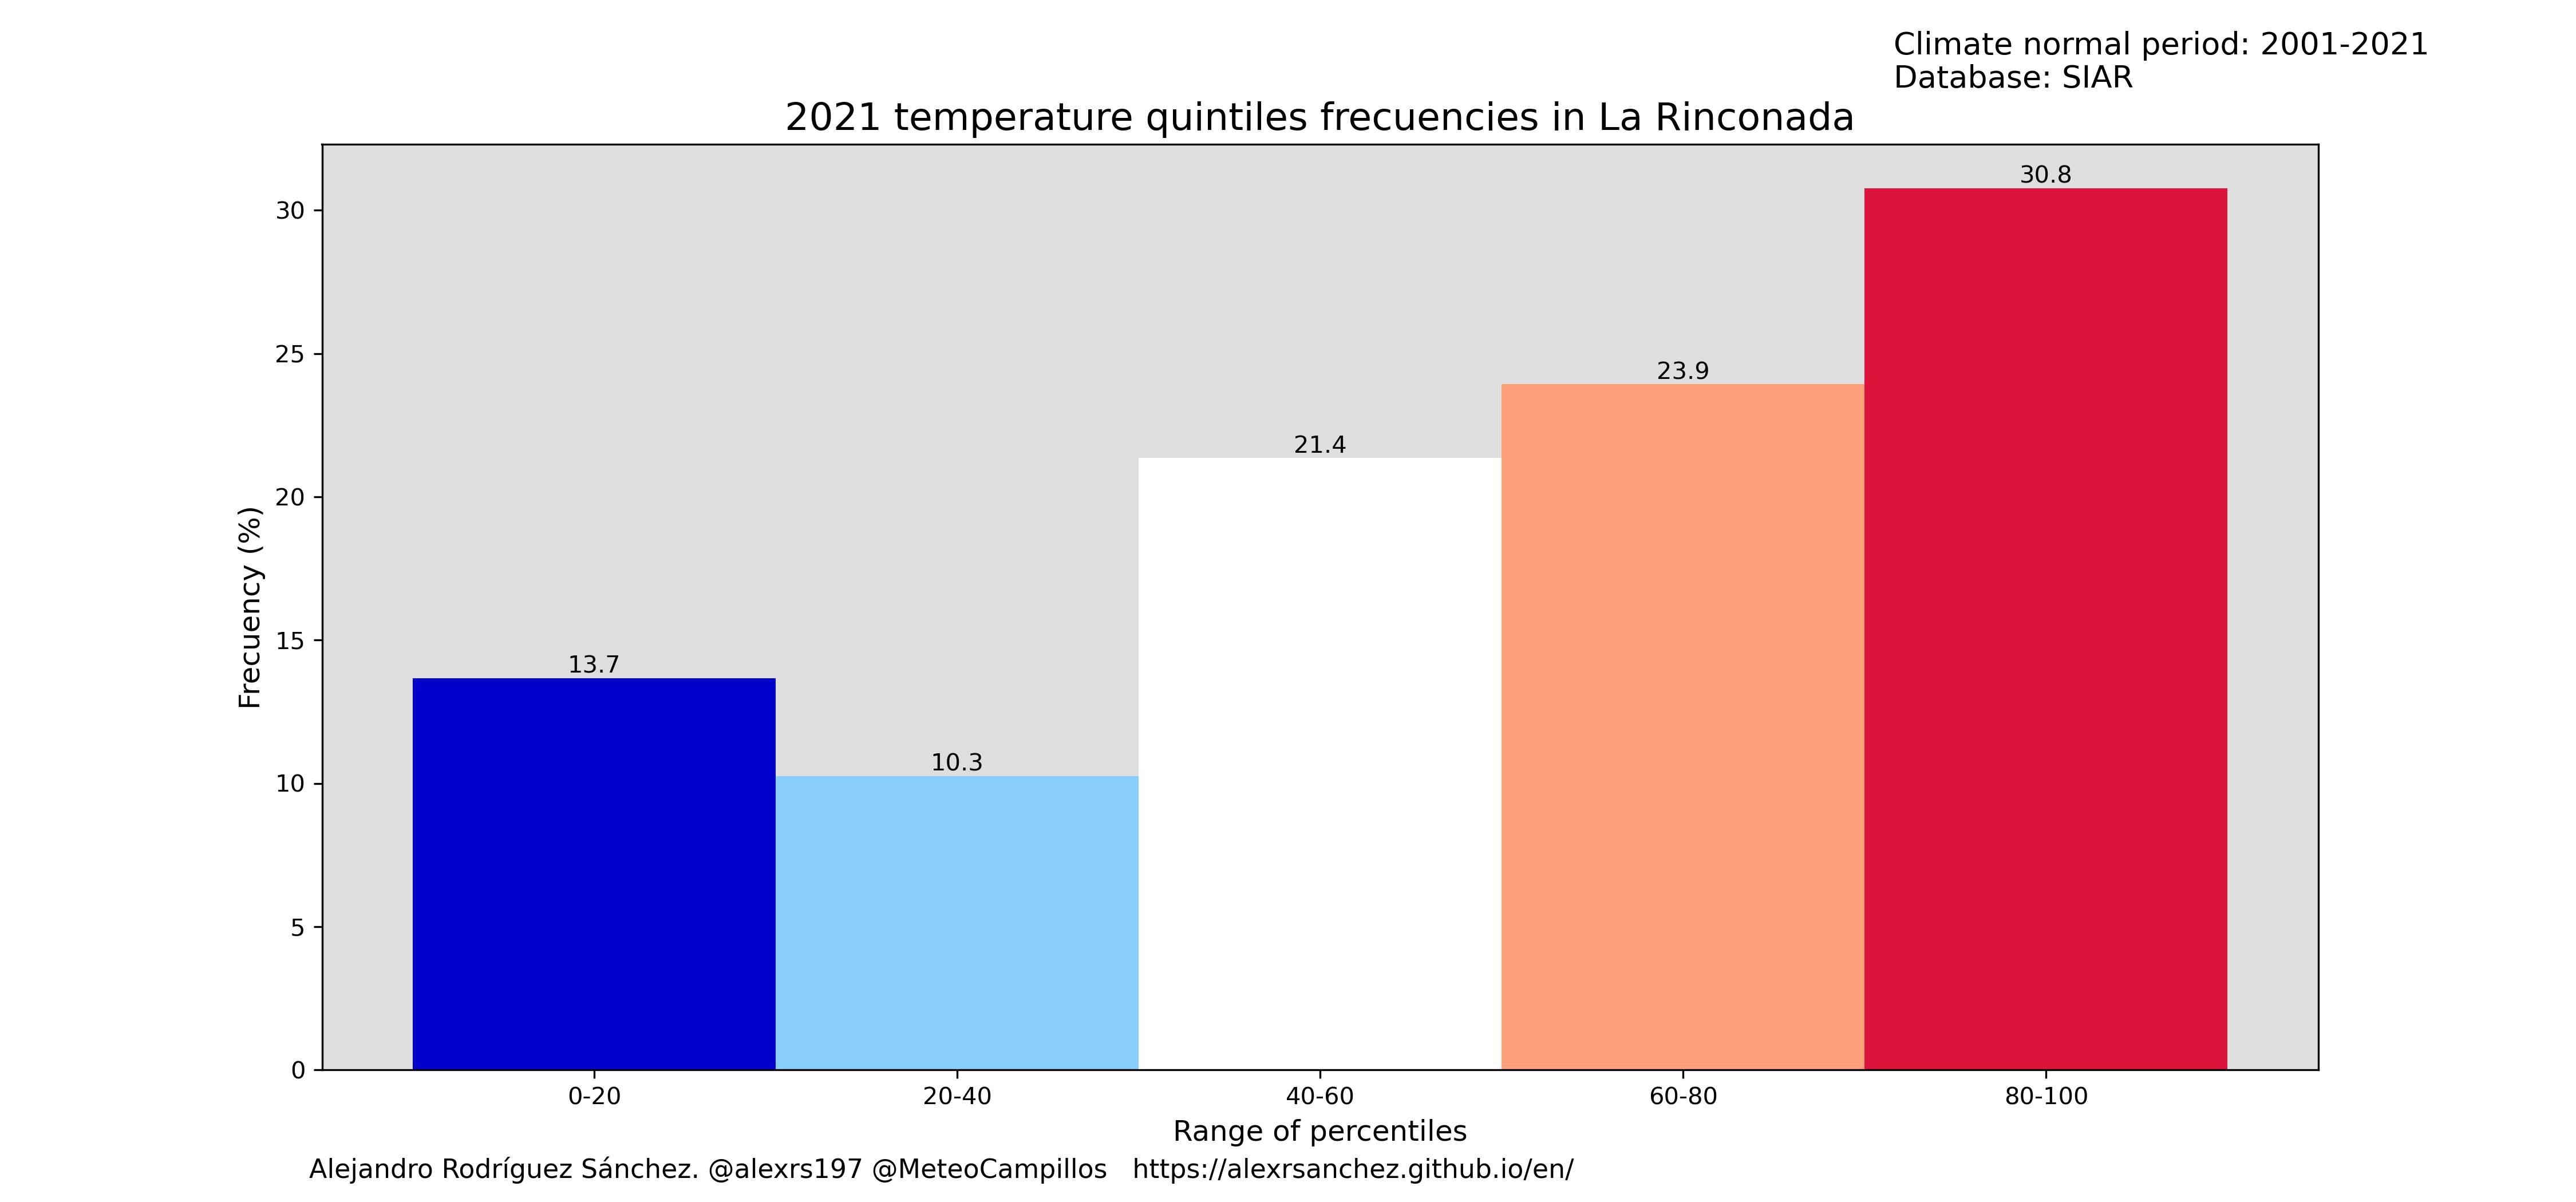 Climate normal period: 2001-2021
Database: SIAR
2021 temperature quintiles frecuencies in La Rinconada
30.8
30
25
23.9
21.4
20
Frecuency (%)
15
13.7
10.3
10
5
0
0-20 20-40 40-60 60-80 80-100
Range of percentiles
Alejandro Rodríguez Sánchez. @alexrs197 @MeteoCampillos https://alexrsanchez.github.io/en/